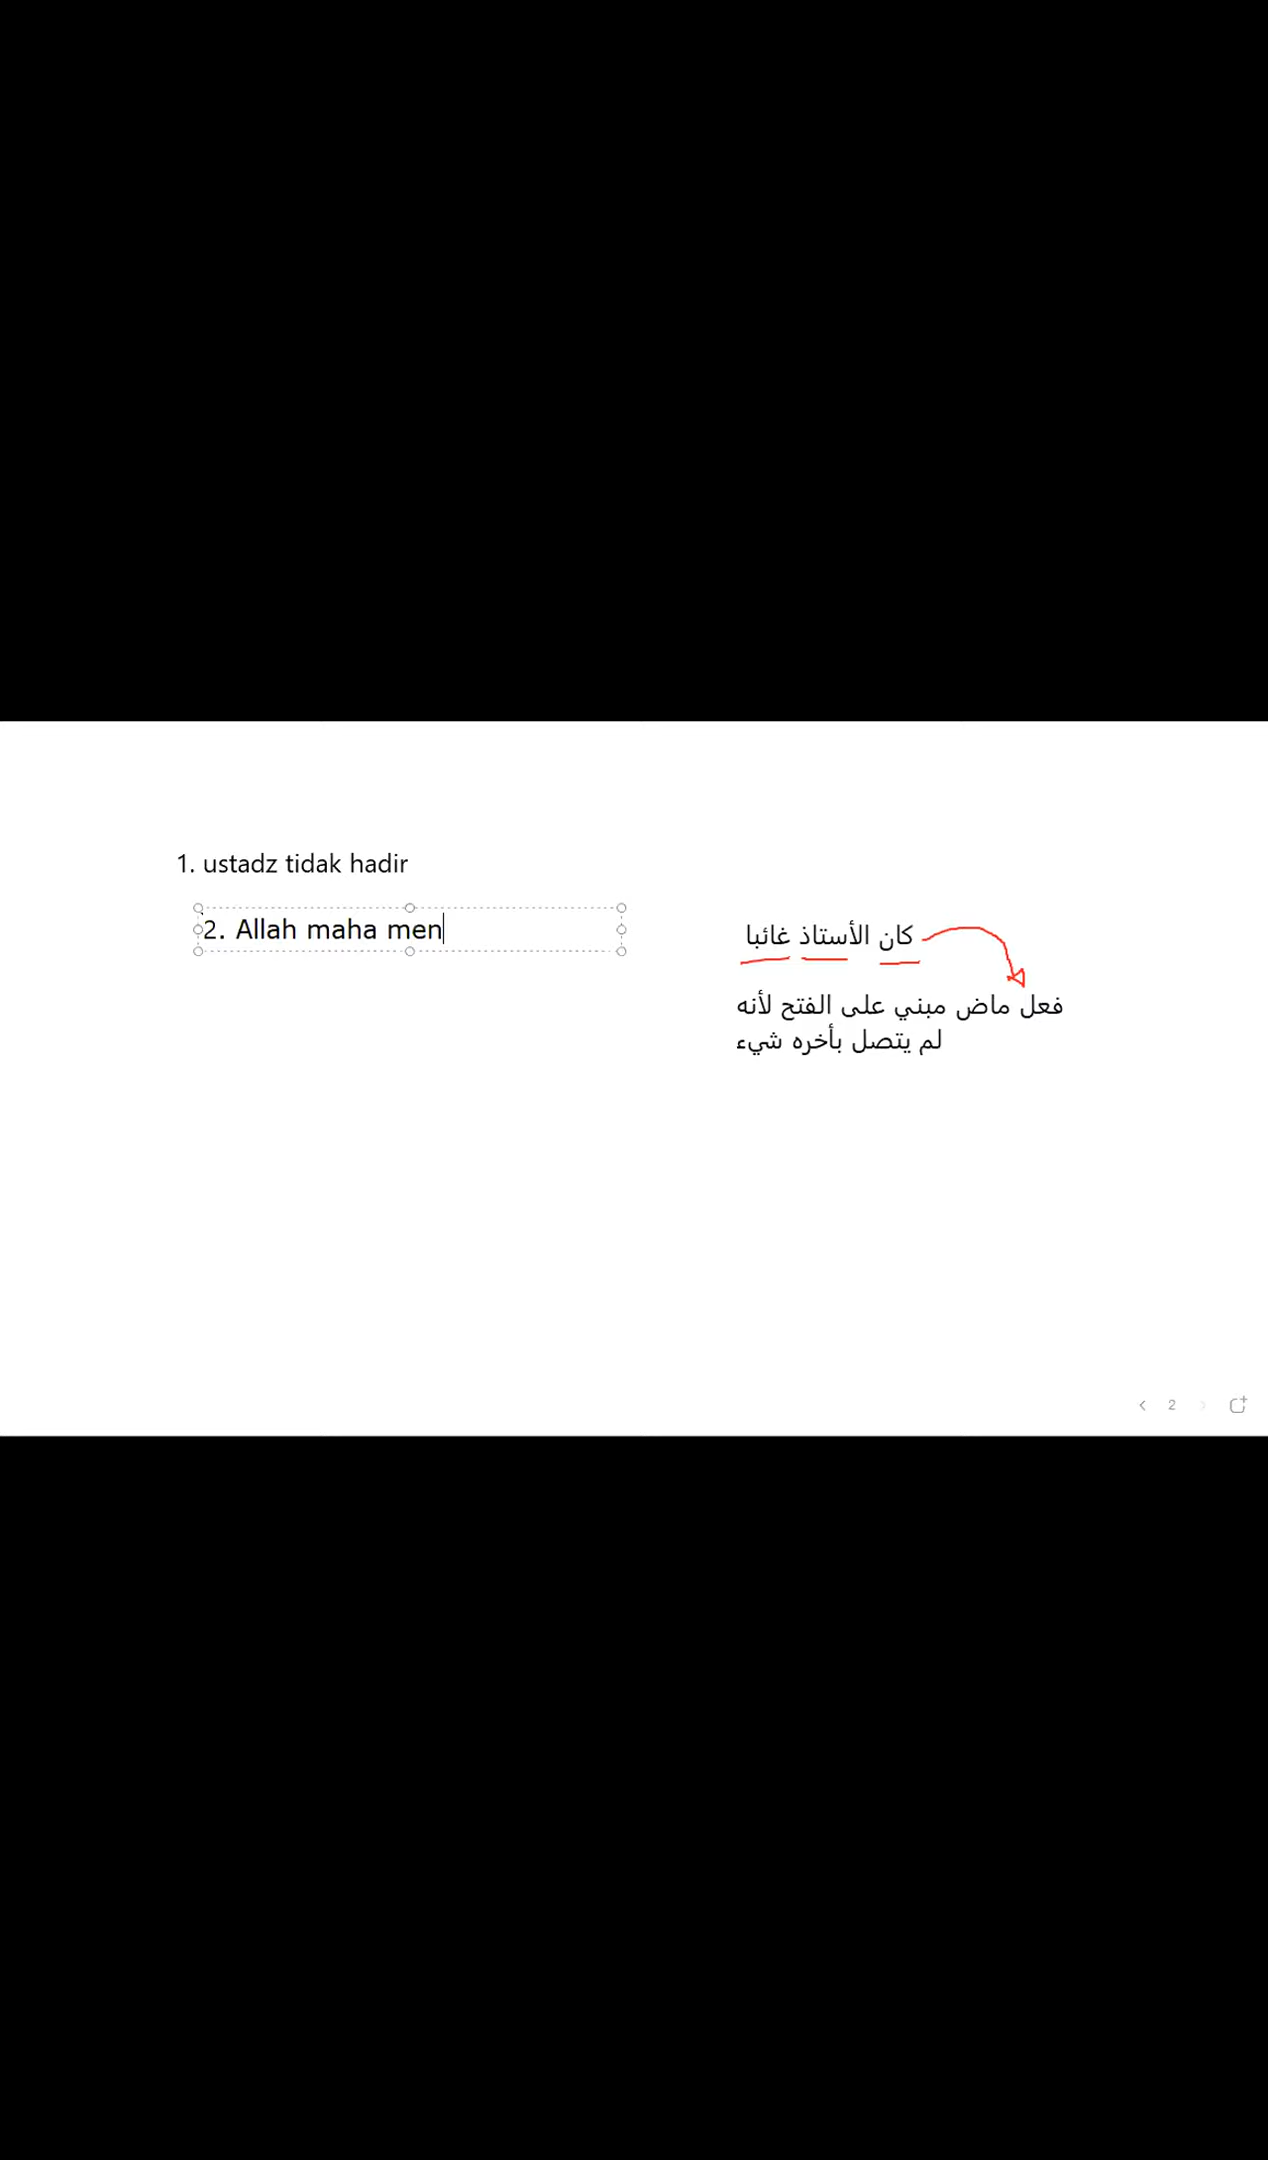 1. ustadz tidak hadir
2. Allah maha men
كان الأستاذ غائبا
فعل ماض مبني على الفتح لأنه
لم يتصل بأخره شيء
2